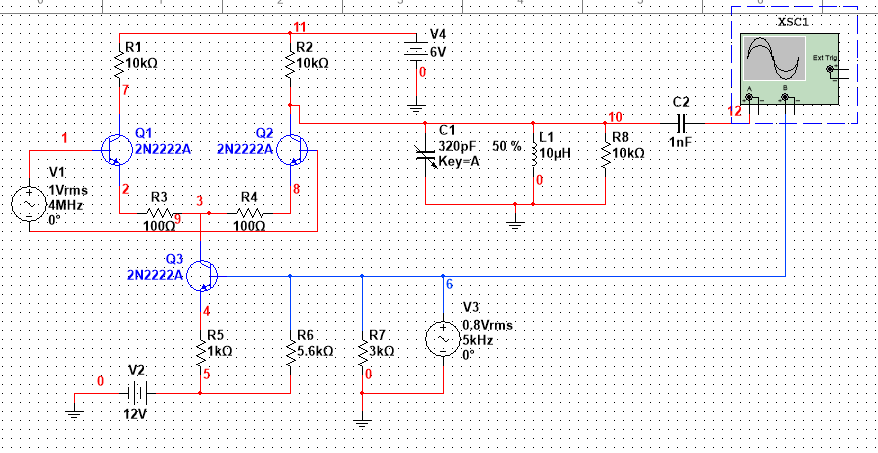 XSC1
Ext Trig
A
B
11
V4
6V
0
R1
10kΩ
7
R2
10kΩ
12
10
C2
1nF
1
Q1
2N2222A
Q2
2N2222A
C1
320pF
Key=A
50 %
L1
10µH
0
R8
10kΩ
V1
1Vrms
4MHz
0°
2
3
8
R3
100Ω
9
R4
100Ω
Q3
2N2222A
6
4
V3
0.8Vrms
5kHz
0°
R5
1kΩ
R6
5.6kΩ
R7
3kΩ
5
0
0
V2
12V